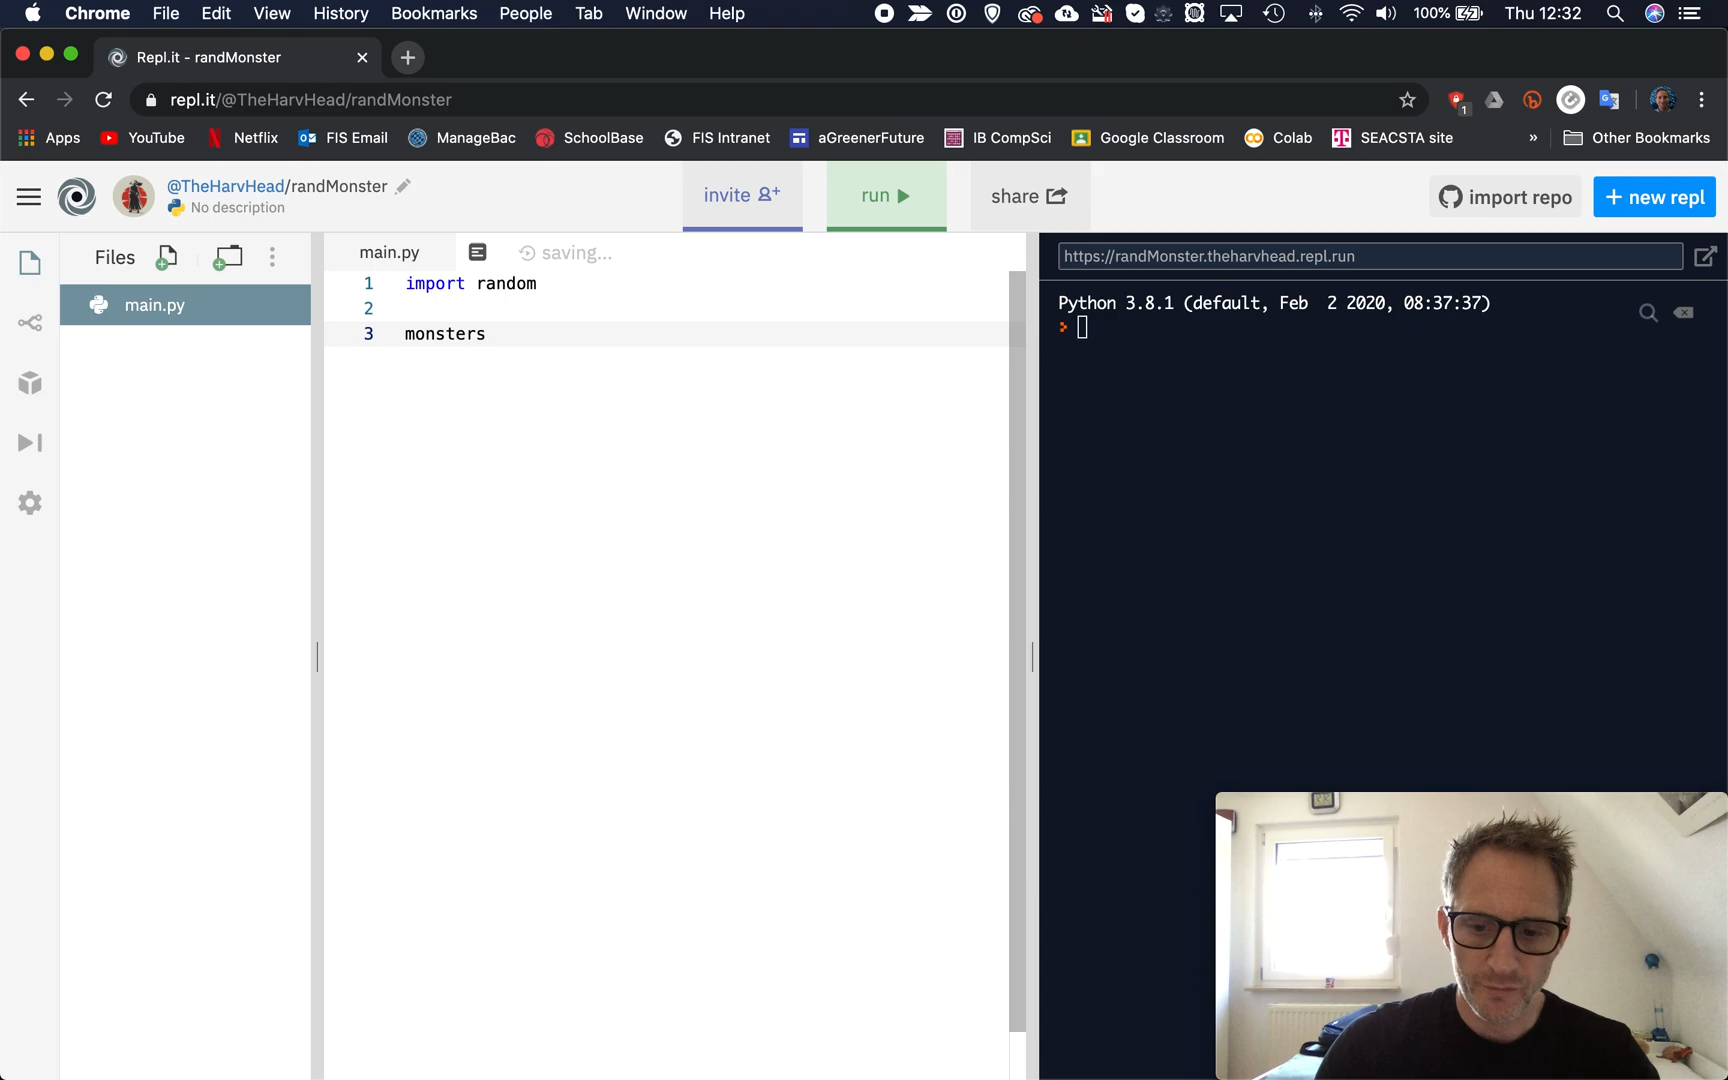 Chrome File Edit View History Bookmarks People Tab Window Help 100% Thu 12:32
Repl.it - randMonster
repl.it/@TheHarvHead/randMonster 1
Apps YouTube Netflix FIS Email ManageBac SchoolBase FIS Intranet aGreenerFuture IB CompSci Google Classroom Colab SEACSTA site » Other Bookmarks
@TheHarvHead/randMonster
No description
invite run share import repo + new repl
Files main.py saving... https://randMonster.theharvhead.repl.run
main.py
1 import random
2
3 monsters
Python 3.8.1 (default, Feb  2 2020, 08:37:37)